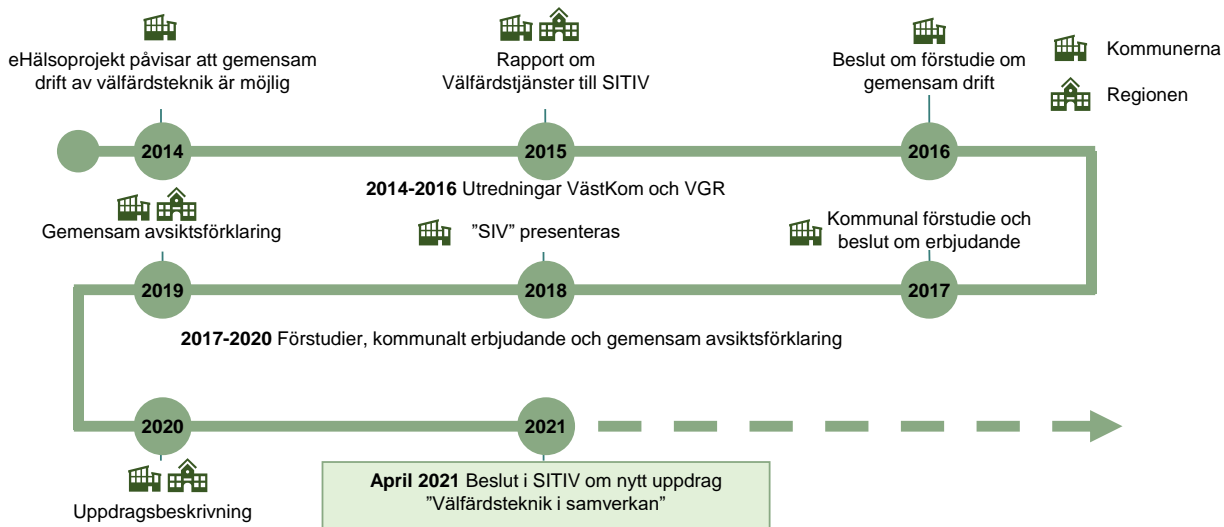 eHälsoprojekt påvisar att gemensam
drift av välfärdsteknik är möjlig
Rapport om
Välfärdstjänster till SITIV
Beslut om förstudie om
gemensam drift
Kommunerna
Regionen
2014
2015
2016
2014-2016 Utredningar VästKom och VGR
Gemensam avsiktsförklaring
”SIV” presenteras
Kommunal förstudie och
beslut om erbjudande
2019
2018
2017
2017-2020 Förstudier, kommunalt erbjudande och gemensam avsiktsförklaring
2020
2021
Uppdragsbeskrivning
April 2021 Beslut i SITIV om nytt uppdrag
”Välfärdsteknik i samverkan”